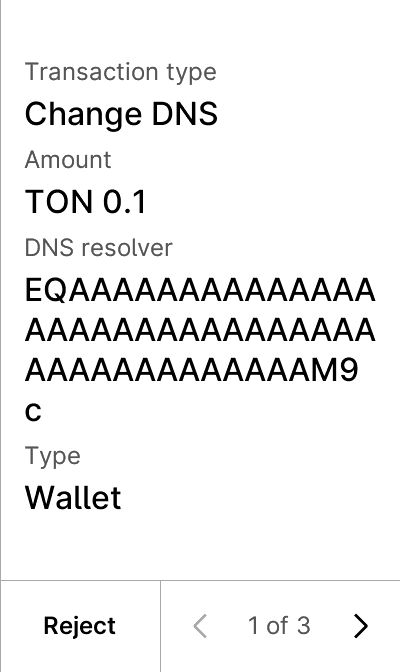 Transaction type
Change DNS
Amount
TON 0.1
DNS resolver
EQAAAAAAAAAAAAAA
AAAAAAAAAAAAAAAA
AAAAAAAAAAAAAM9
c
Type
Wallet
Reject
1 of 3